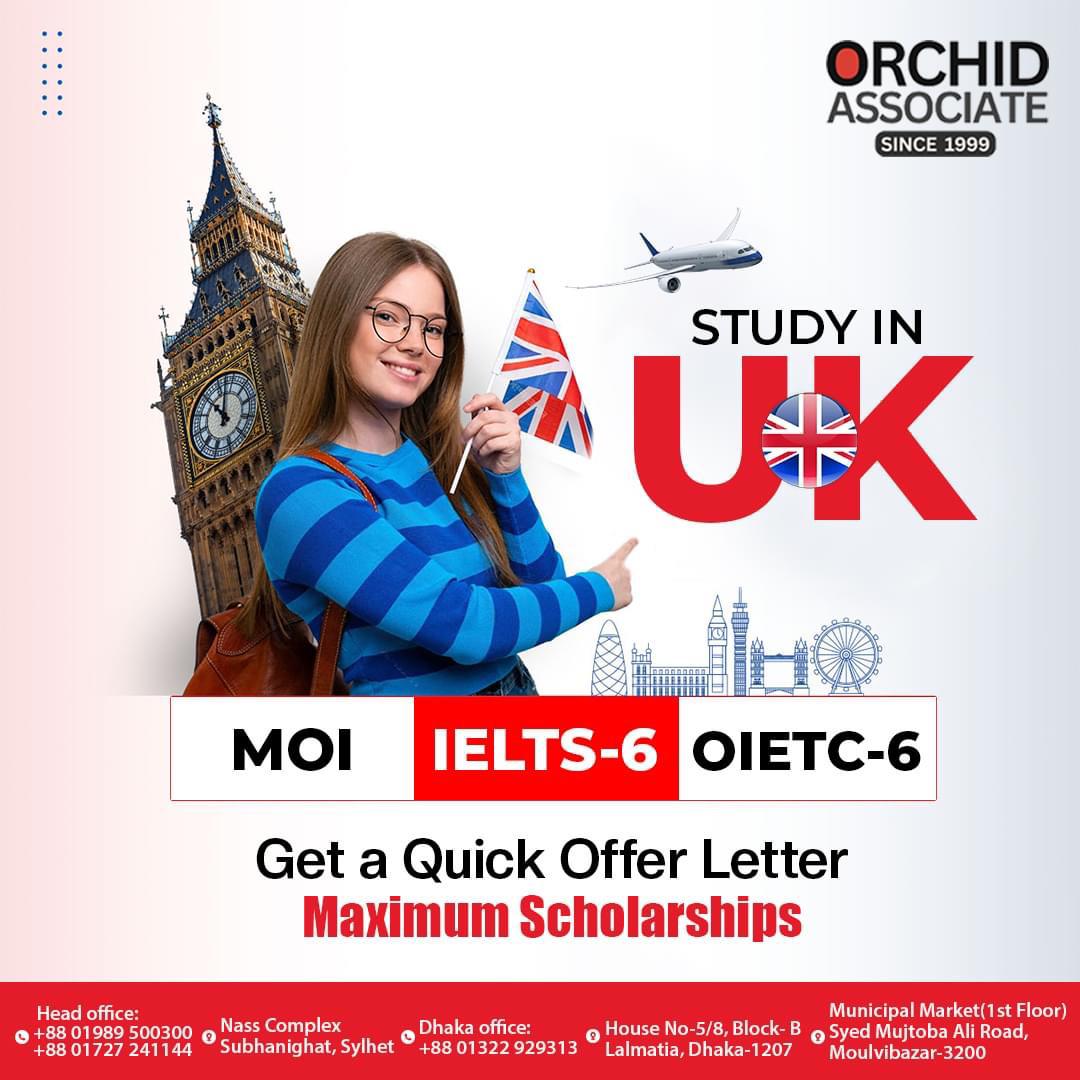 ORCHID
ASSOCIATE
SINCE 1999
STUDY IN
UK
MOI
IELTS-6
OIETC-6
Get a Quick Offer Letter
Maximum Scholarships
Head office:
+88 01989 500300
+88 01727 241144
Nass Complex
Subhanighat, Sylhet
Dhaka office:
+88 01322 929313
House No-5/8, Block- B
Lalmatia, Dhaka-1207
Municipal Market(1st Floor)
Syed Mujtoba Ali Road,
Moulvibazar-3200